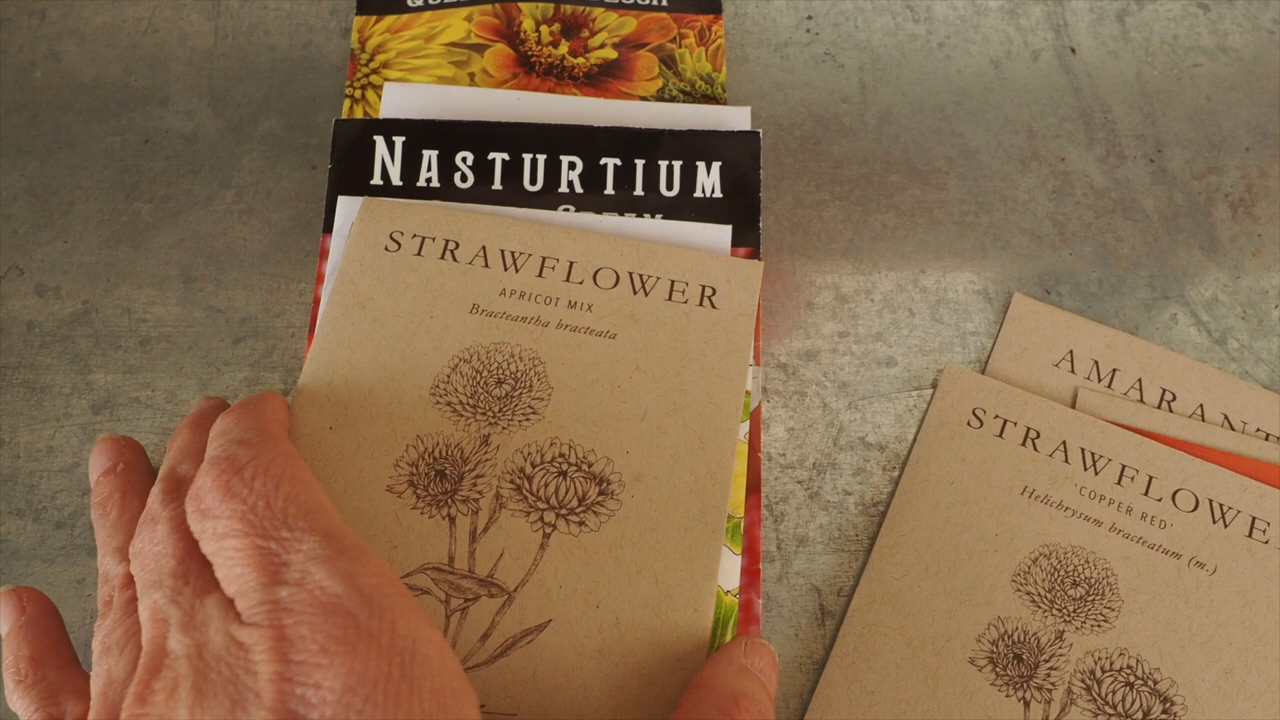 NASTURTIUM
STRAWFLOWER
APRICOT MIX
Bracteantha bracteata
AMARANT
STRAWFLOWE
'COPPER RED'
Helichrysum bracteatum (m.)